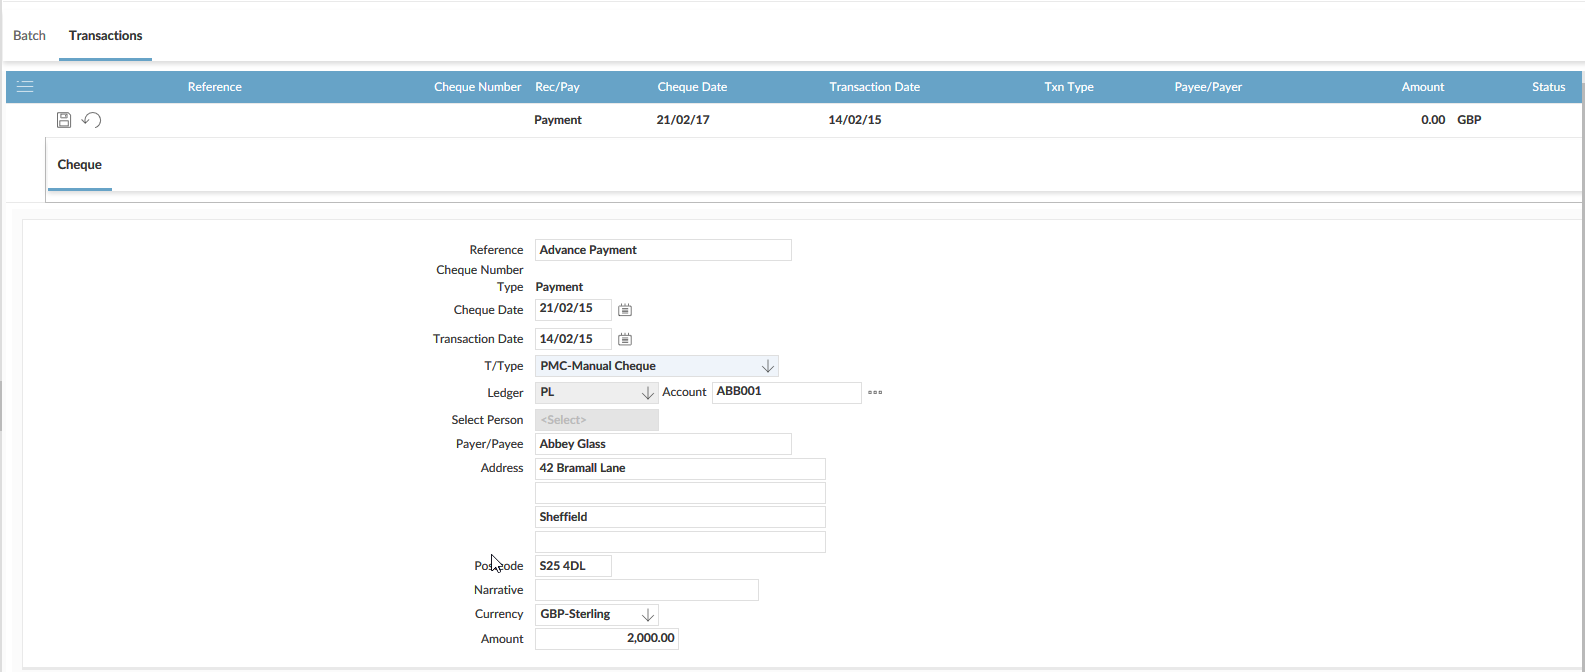 Batch Transactions
Reference Cheque Number Rec/Pay Cheque Date Transaction Date Txn Type Payee/Payer Amount Status
Payment 21/02/17 14/02/15 0.00 GBP
Cheque
Reference Advance Payment
Cheque Number
Type Payment
Cheque Date 21/02/15
Transaction Date 14/02/15
T/Type PMC-Manual Cheque
Ledger PL Account ABB001
Select Person <Select>
Payer/Payee Abbey Glass
Address 42 Bramall Lane
Sheffield
S25 4DL
Narrative
Currency GBP-Sterling
Amount 2,000.00